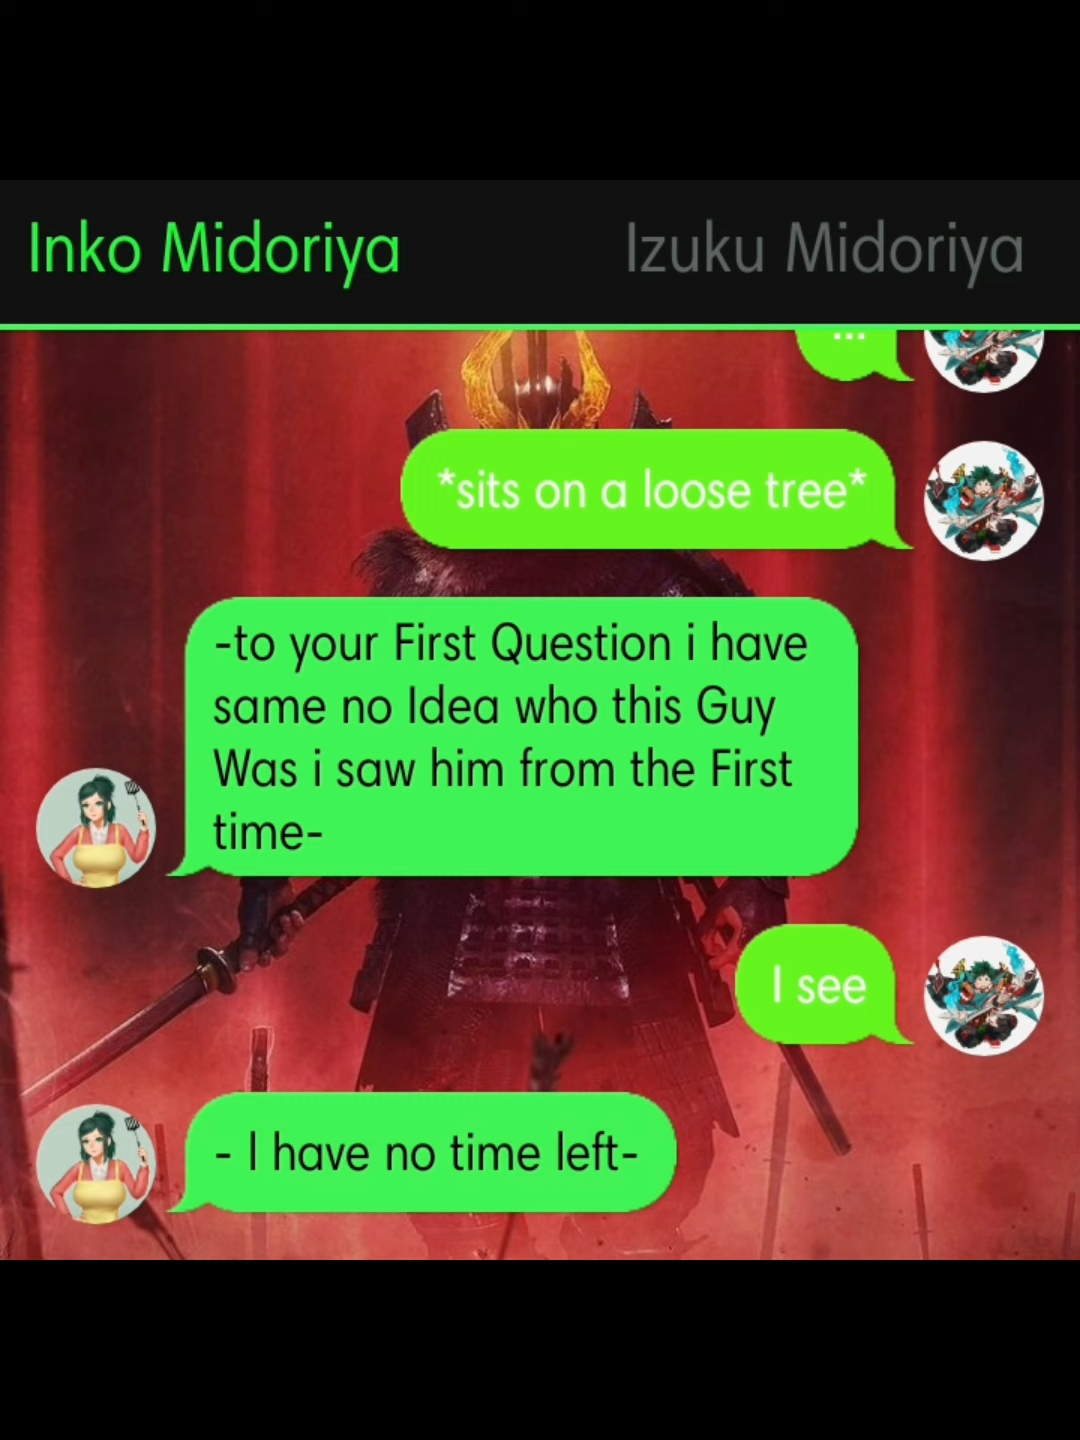 Inko Midoriya
Izuku Midoriya
...
*sits on a loose tree*
-to your First Question i have
same no Idea who this Guy
Was i saw him from the First
time-
I see
- I have no time left-